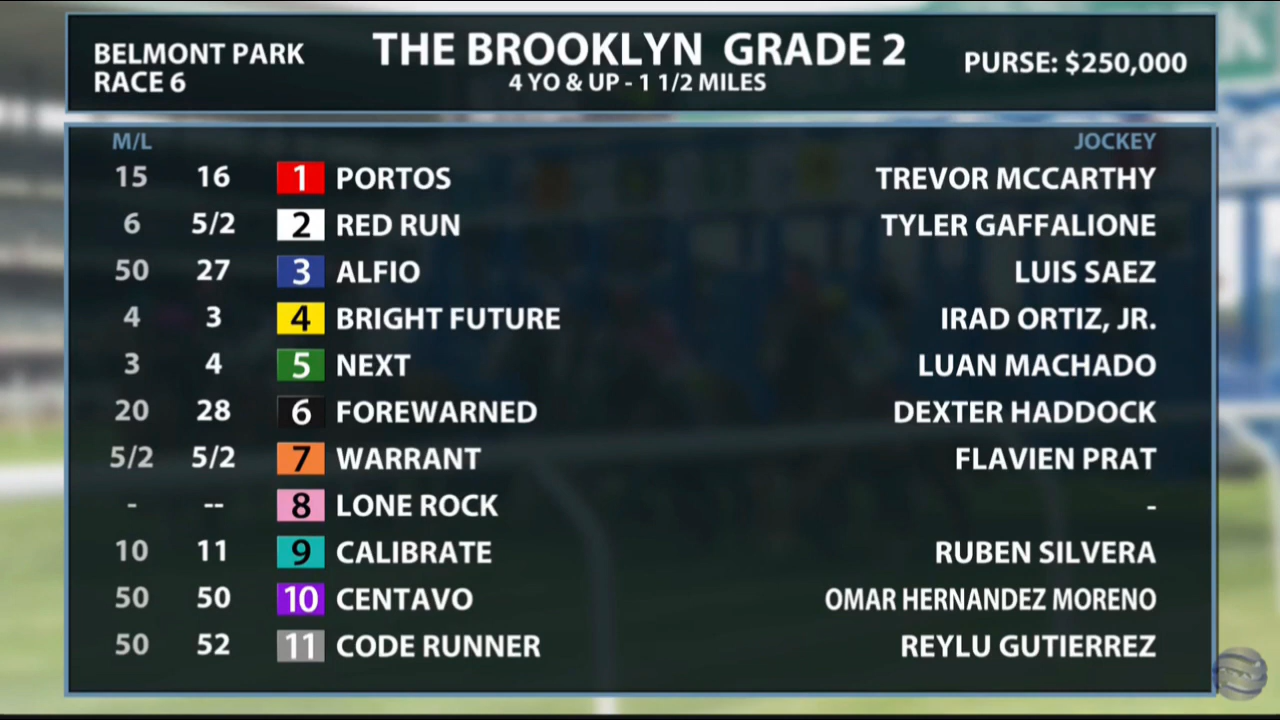 BELMONT PARK
RACE 6
THE BROOKLYN GRADE 2
4 YO & UP - 1 1/2 MILES
PURSE: $250,000
M/L JOCKEY
15 16 1 PORTOS TREVOR MCCARTHY
6 5/2 2 RED RUN TYLER GAFFALIONE
50 27 3 ALFIO LUIS SAEZ
4 3 4 BRIGHT FUTURE IRAD ORTIZ, JR.
3 4 5 NEXT LUAN MACHADO
20 28 6 FOREWARNED DEXTER HADDOCK
5/2 5/2 7 WARRANT FLAVIEN PRAT
- -- 8 LONE ROCK -
10 11 9 CALIBRATE RUBEN SILVERA
50 50 10 CENTAVO OMAR HERNANDEZ MORENO
50 52 11 CODE RUNNER REYLU GUTIERREZ